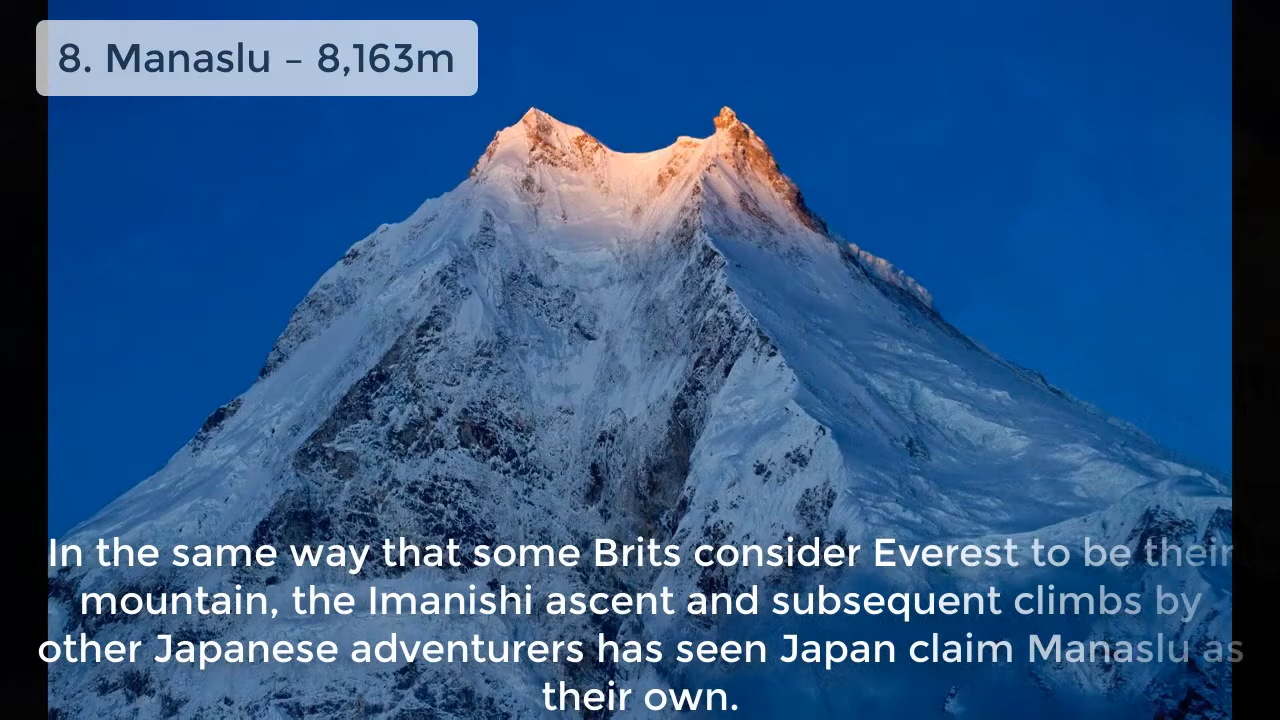 8. Manaslu – 8,163m
In the same way that some Brits consider Everest to be their
mountain, the Imanishi ascent and subsequent climbs by
other Japanese adventurers has seen Japan claim Manaslu as
their own.